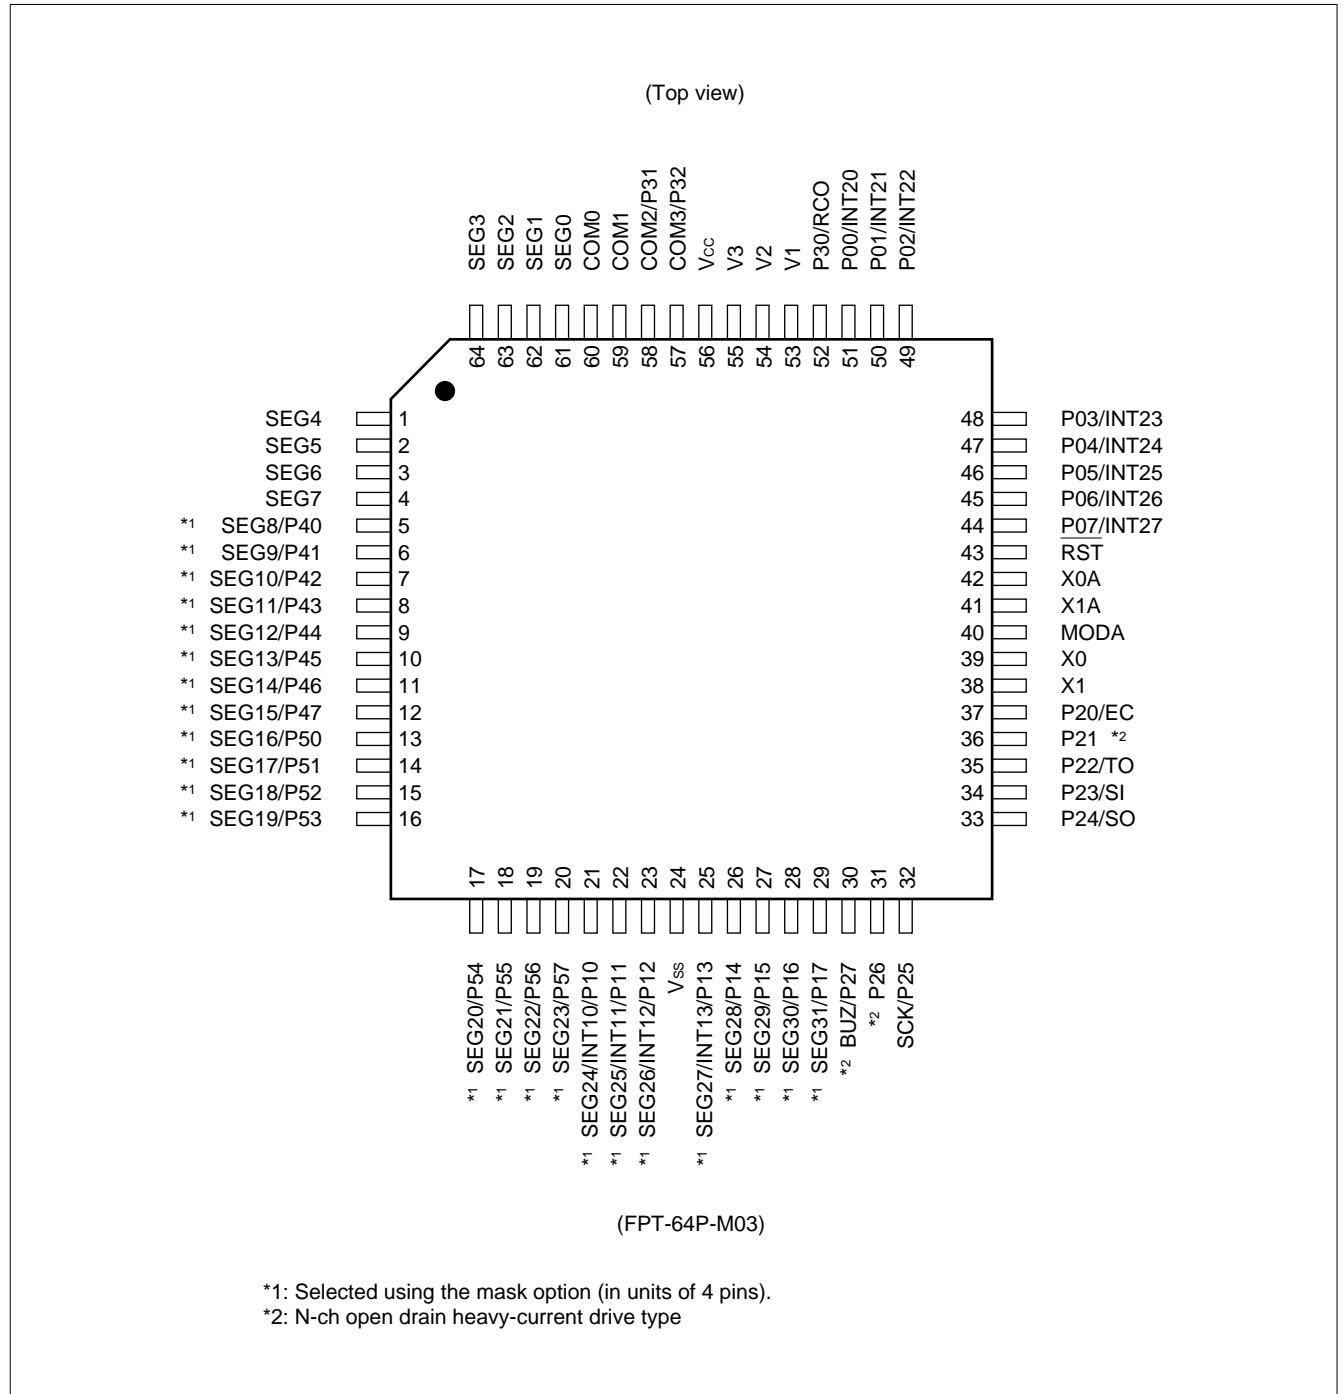 (Top view)
SEG3
SEG2
SEG1
SEG0
COM0
COM1
COM2/P31
COM3/P32
Vcc
V3
V2
V1
P30/RCO
P00/INT20
P01/INT21
P02/INT22
64
63
62
61
60
59
58
57
56
55
54
53
52
51
50
49
SEG4 1
SEG5 2
SEG6 3
SEG7 4
*1 SEG8/P40 5
*1 SEG9/P41 6
*1 SEG10/P42 7
*1 SEG11/P43 8
*1 SEG12/P44 9
*1 SEG13/P45 10
*1 SEG14/P46 11
*1 SEG15/P47 12
*1 SEG16/P50 13
*1 SEG17/P51 14
*1 SEG18/P52 15
*1 SEG19/P53 16
48 P03/INT23
47 P04/INT24
46 P05/INT25
45 P06/INT26
44 P07/INT27
43 RST
42 X0A
41 X1A
40 MODA
39 X0
38 X1
37 P20/EC
36 P21 *2
35 P22/TO
34 P23/SI
33 P24/SO
17
18
19
20
21
22
23
24
25
26
27
28
29
30
31
32
*1 SEG20/P54
*1 SEG21/P55
*1 SEG22/P56
*1 SEG23/P57
*1 SEG24/INT10/P10
*1 SEG25/INT11/P11
*1 SEG26/INT12/P12
Vss
*1 SEG27/INT13/P13
*1 SEG28/P14
*1 SEG29/P15
*1 SEG30/P16
*1 SEG31/P17
*2 BUZ/P27
*2 P26
SCK/P25
(FPT-64P-M03)
*1: Selected using the mask option (in units of 4 pins).
*2: N-ch open drain heavy-current drive type